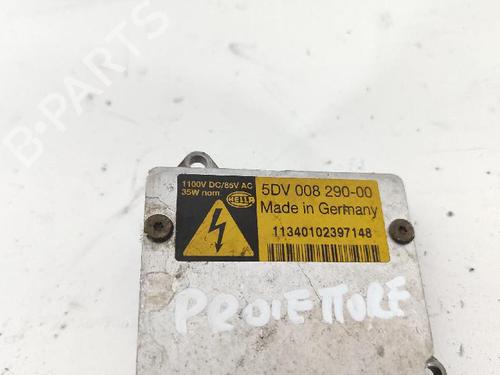 B-PARTS
1100V DC/85V AC
35W nom.
HELLA
5DV 008 290-00
Made in Germany
11340102397148
PROIETTORE